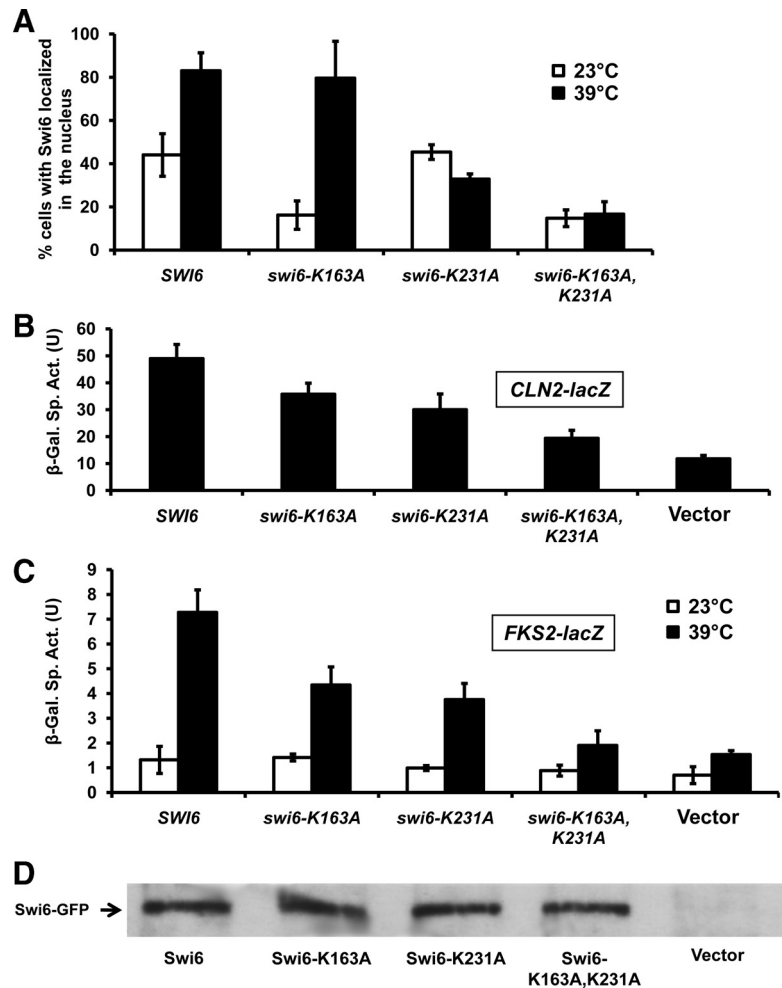 A
100
80
60
40
20
0
% cells with Swi6 localized
in the nucleus
23°C
39°C
SWI6
swi6-K163A
swi6-K231A
swi6-K163A,
K231A
B
60
50
40
30
20
10
0
β-Gal. Sp. Act. (U)
CLN2-lacZ
SWI6
swi6-K163A
swi6-K231A
swi6-K163A,
K231A
Vector
C
9
8
7
6
5
4
3
2
1
0
β-Gal. Sp. Act. (U)
FKS2-lacZ
23°C
39°C
SWI6
swi6-K163A
swi6-K231A
swi6-K163A,
K231A
Vector
D
Swi6-GFP
Swi6
Swi6-K163A
Swi6-K231A
Swi6-
K163A,K231A
Vector